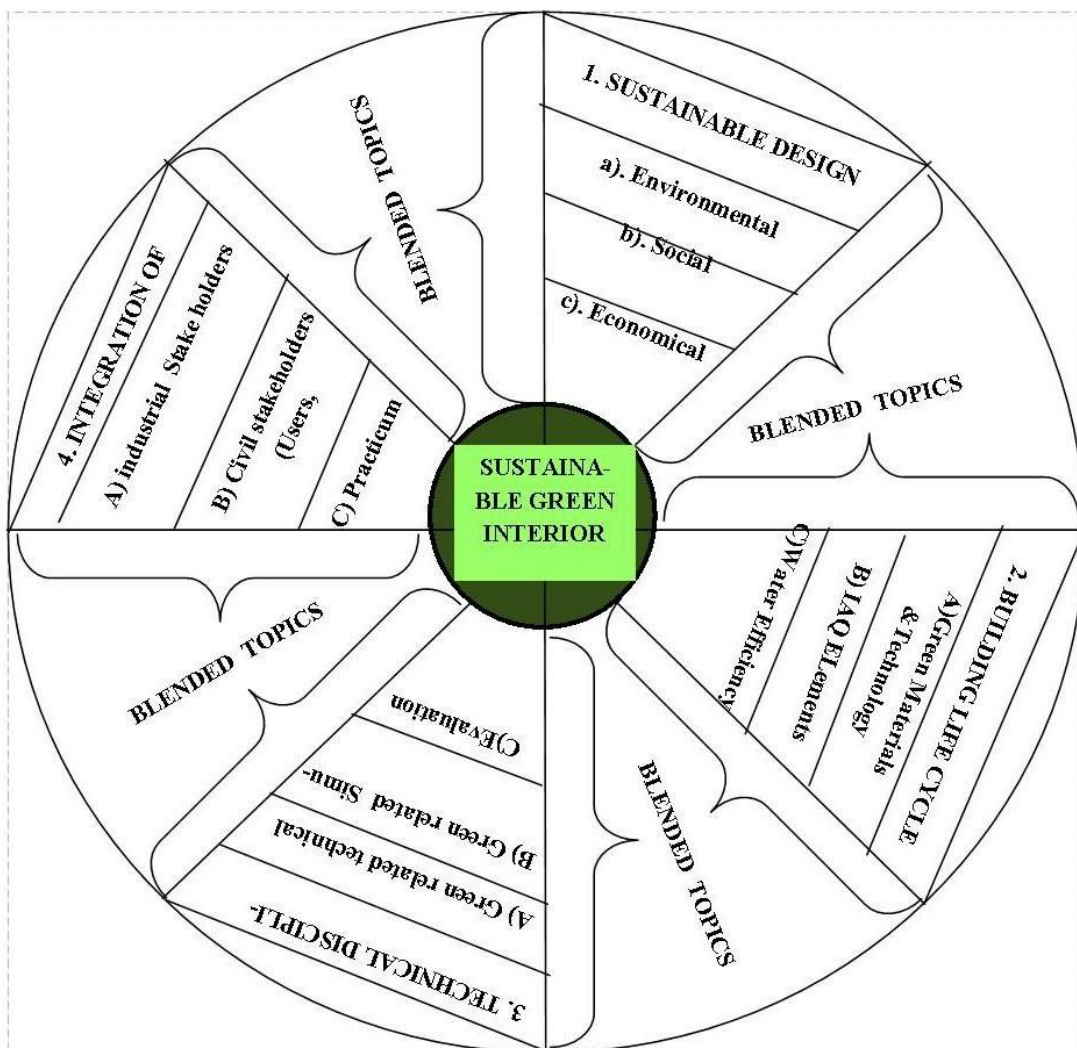 SUSTAINA-
BLE GREEN
INTERIOR
1. SUSTAINABLE DESIGN
a). Environmental
b). Social
c). Economical
BLENDED TOPICS
2. BUILDING LIFE CYCLE
A)Green Materials
& Technology
B) IAQ ELements
C)Water Efficiency
BLENDED TOPICS
3. TECHNICAL DISCIPLI-
A) Green related technical
B) Green related Simu-
C)Evaluation
BLENDED TOPICS
4. INTEGRATION OF
A) industrial Stake holders
B) Civil stakeholders
(Users,
C) Practicum
BLENDED TOPICS